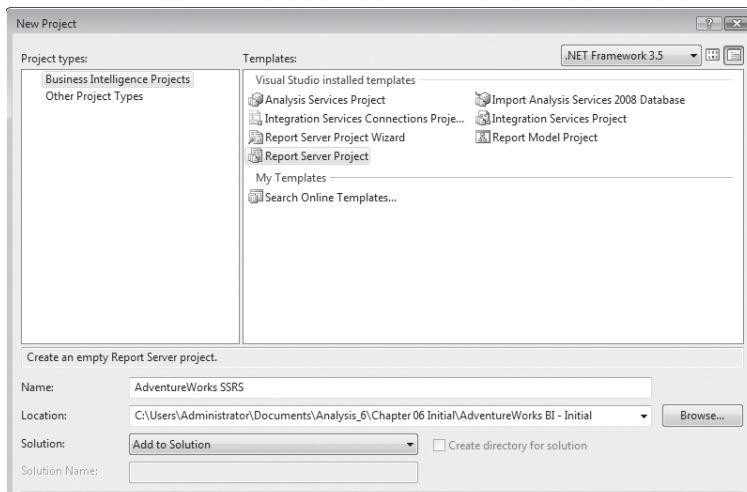 New Project
Project types:
Templates:
.NET Framework 3.5
Business Intelligence Projects
Other Project Types
Visual Studio installed templates
Analysis Services Project
Import Analysis Services 2008 Database
Integration Services Connections Proje...
Integration Services Project
Report Server Project Wizard
Report Model Project
Report Server Project
My Templates
Search Online Templates...
Create an empty Report Server project.
Name:
AdventureWorks SSRS
Location:
C:\Users\Administrator\Documents\Analysis_6\Chapter 06 Initial\AdventureWorks BI - Initial
Browse...
Solution:
Add to Solution
Create directory for solution
Solution Name: